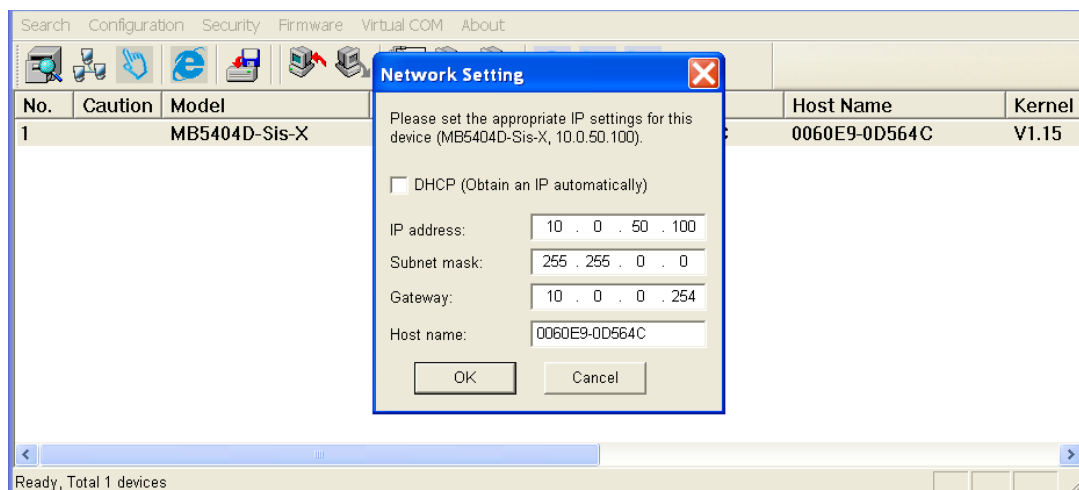 Search Configuration Security Firmware Virtual COM About
Network Setting
No. Caution Model Host Name Kernel
1 MB5404D-Sis-X 0060E9-0D564C V1.15
Please set the appropriate IP settings for this
device (MB5404D-Sis-X, 10.0.50.100).
DHCP (Obtain an IP automatically)
IP address: 10 . 0 . 50 . 100
Subnet mask: 255 . 255 . 0 . 0
Gateway: 10 . 0 . 0 . 254
Host name: 0060E9-0D564C
OK Cancel
Ready, Total 1 devices